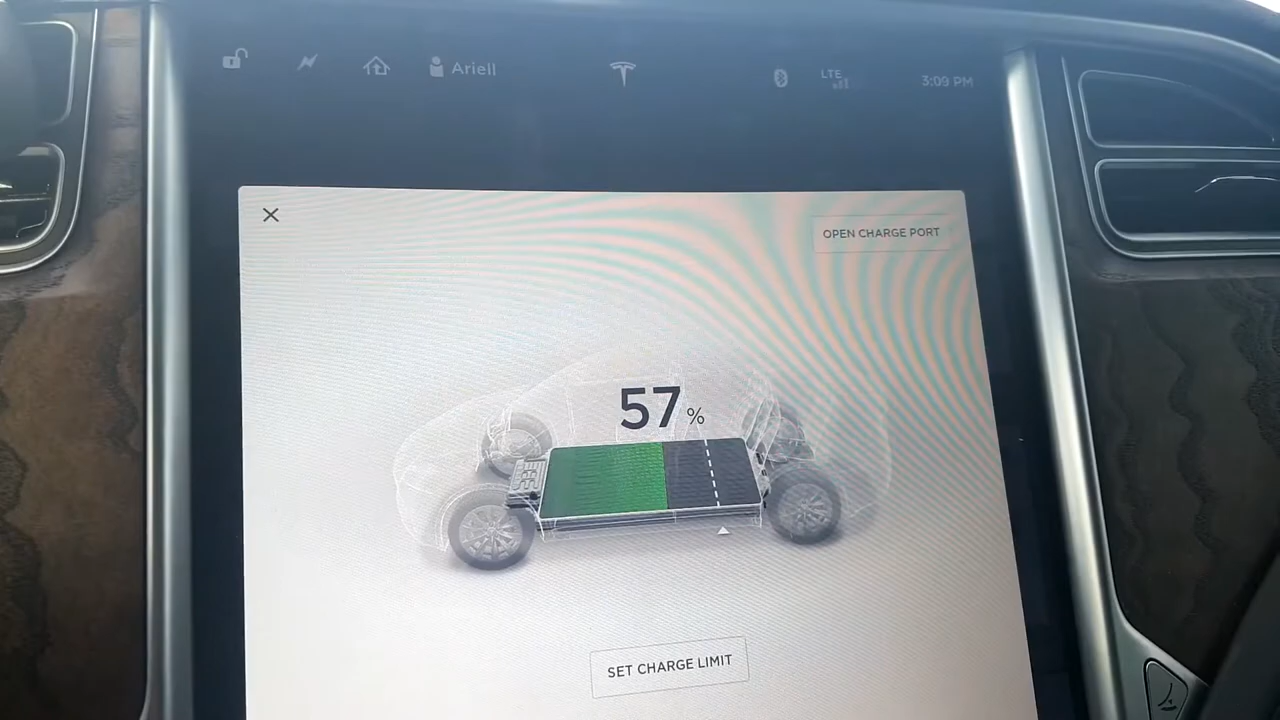 Ariell
LTE
3:09 PM
OPEN CHARGE PORT
57%
SET CHARGE LIMIT